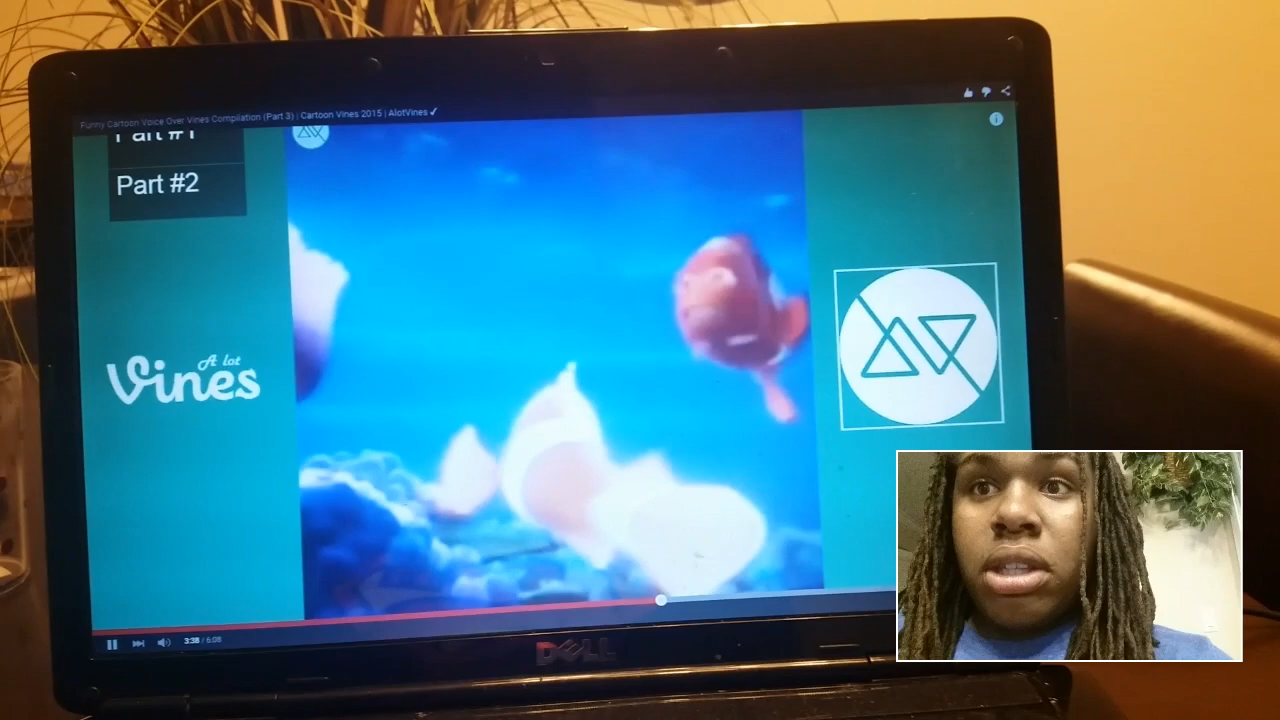 Funny Cartoon Voice Over Vines Compilation (Part 3) | Cartoon Vines 2015 | AlotVines ✓
Part #1
Part #2
A lot
Vines
3:38 / 6:08
DELL